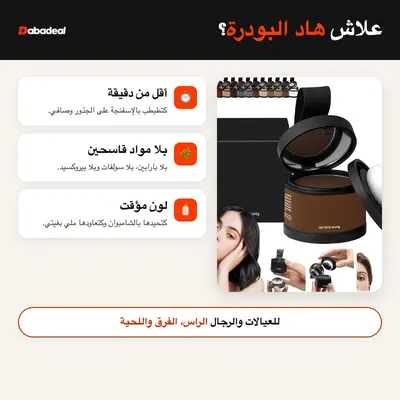 علاش هاد البودرة؟
Dabadeal
أقل من دقيقة
كتطبطب بالإسفنجة على الجذور وصافي.
بلا مواد قاسحين
بلا بارابين، بلا سولفات وبلا بيروكسيد.
لون مؤقت
كتحيدها بالشامبوان وكتعاودها ملي بغيتي.
للعيالات والرجال الراس، الفرق واللحية